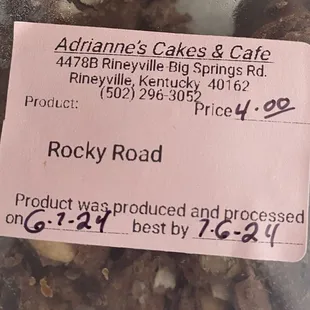 Adrianne's Cakes & Cafe
4478B Rineyville-Big Springs Rd.
Rineyville, Kentucky 40162
(502) 296-3052
Product: Price 4.00
Rocky Road
Product was produced and processed
on 6-7-24 best by 7-6-24